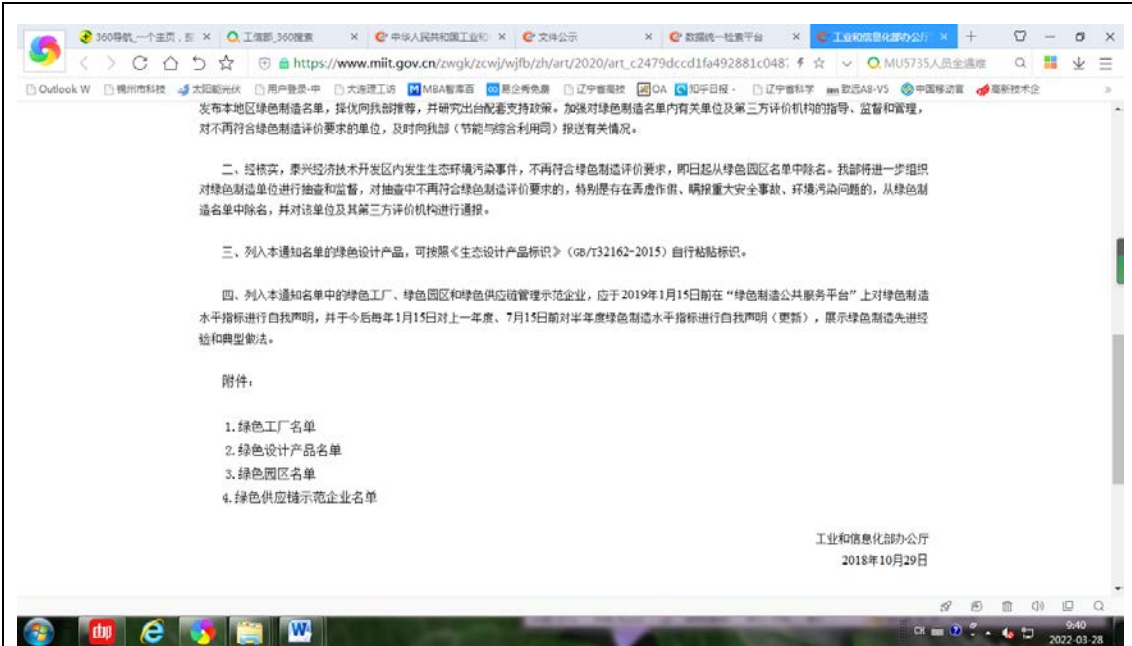 360导航_一个主页，
工信部_360搜索
中华人民共和国工业和
文件公示
数据统一检索平台
工业和信息化部办公厅
https://www.miit.gov.cn/zwgk/zcwj/wjfb/zh/art/2020/art_c2479dccd1fa492881c048
MU5735人员全遇难
Outlook W 锦州市科技 太阳能光伏 用户登录-中 大连理工访 MBA智库百 易企秀免费 辽宁省高技 OA 知乎日报 - 辽宁省科学 致远A8-V5 中国移动官 高新技术企
发布本地区绿色制造名单，择优向我部推荐，并研究出台配套支持政策。加强对绿色制造名单内有关单位及第三方评价机构的指导、监督和管理，
对不再符合绿色制造评价要求的单位，及时向我部（节能与综合利用司）报送有关情况。
二、经核实，泰兴经济技术开发区内发生生态环境污染事件，不再符合绿色制造评价要求，即日起从绿色园区名单中除名。我部将进一步组织
对绿色制造单位进行抽查和监督，对抽查中不再符合绿色制造评价要求的，特别是存在弄虚作假、瞒报重大安全事故、环境污染问题的，从绿色制
造名单中除名，并对该单位及其第三方评价机构进行通报。
三、列入本通知名单的绿色设计产品，可按照《生态设计产品标识》（GB/T32162-2015）自行粘贴标识。
四、列入本通知名单中的绿色工厂、绿色园区和绿色供应链管理示范企业，应于2019年1月15日前在“绿色制造公共服务平台”上对绿色制造
水平指标进行自我声明，并于今后每年1月15日对上一年度、7月15日前对半年度绿色制造水平指标进行自我声明（更新），展示绿色制造先进经
验和典型做法。
附件：
1.绿色工厂名单
2.绿色设计产品名单
3.绿色园区名单
4.绿色供应链示范企业名单
工业和信息化部办公厅
2018年10月29日
CH
9:40
2022-03-28